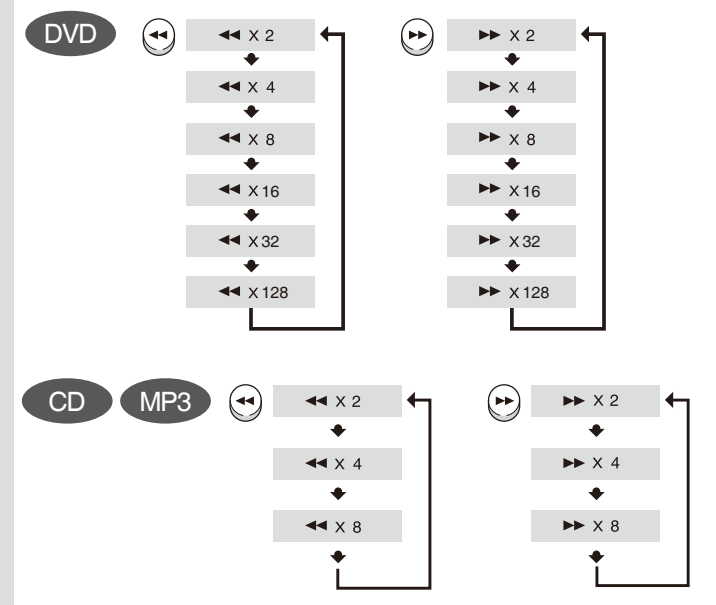 DVD ◀◀ X 2 ▶▶ X 2
◀◀ X 4 ▶▶ X 4
◀◀ X 8 ▶▶ X 8
◀◀ X 16 ▶▶ X 16
◀◀ X 32 ▶▶ X 32
◀◀ X 128 ▶▶ X 128
CD MP3 ◀◀ X 2 ▶▶ X 2
◀◀ X 4 ▶▶ X 4
◀◀ X 8 ▶▶ X 8